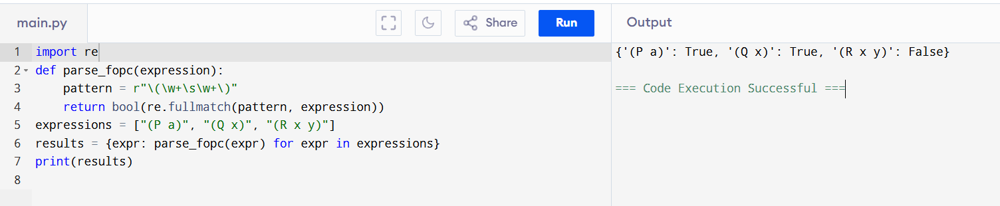 main.py
Share
Run
Output
1 import re
2 def parse_fopc(expression):
3     pattern = r"\(\w+\s\w+\)"
4     return bool(re.fullmatch(pattern, expression))
5 expressions = ["(P a)", "(Q x)", "(R x y)"]
6 results = {expr: parse_fopc(expr) for expr in expressions}
7 print(results)
8
{'(P a)': True, '(Q x)': True, '(R x y)': False}
=== Code Execution Successful ===